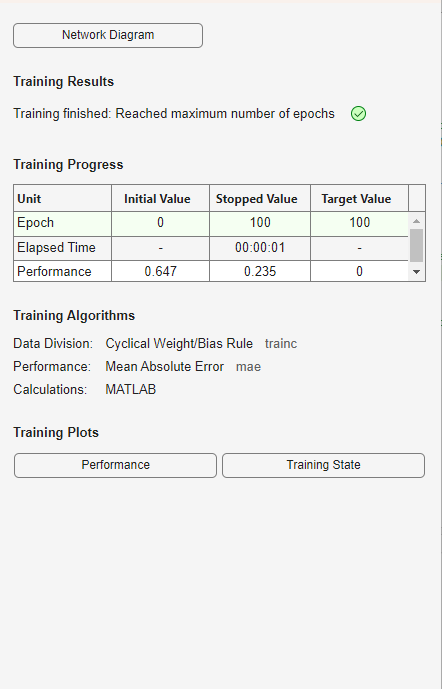 Network Diagram
Training Results
Training finished: Reached maximum number of epochs
Training Progress
Unit Initial Value Stopped Value Target Value
Epoch 0 100 100
Elapsed Time - 00:00:01 -
Performance 0.647 0.235 0
Training Algorithms
Data Division: Cyclical Weight/Bias Rule trainc
Performance: Mean Absolute Error mae
Calculations: MATLAB
Training Plots
Performance Training State